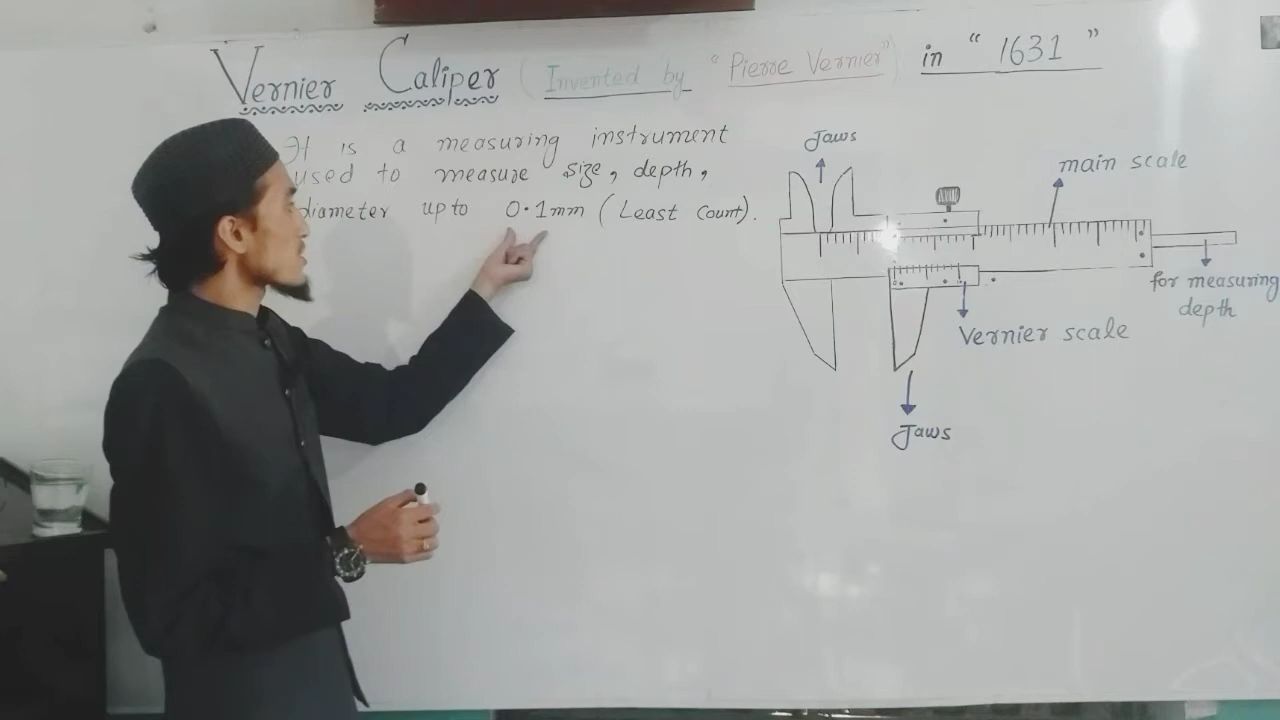 Vernier Caliper (Invented by "Pierre Vernier") in "1631"
It is a measuring instrument
used to measure size, depth,
diameter upto 0.1mm (Least Count).
Jaws
main scale
for measuring
depth
Vernier scale
Jaws